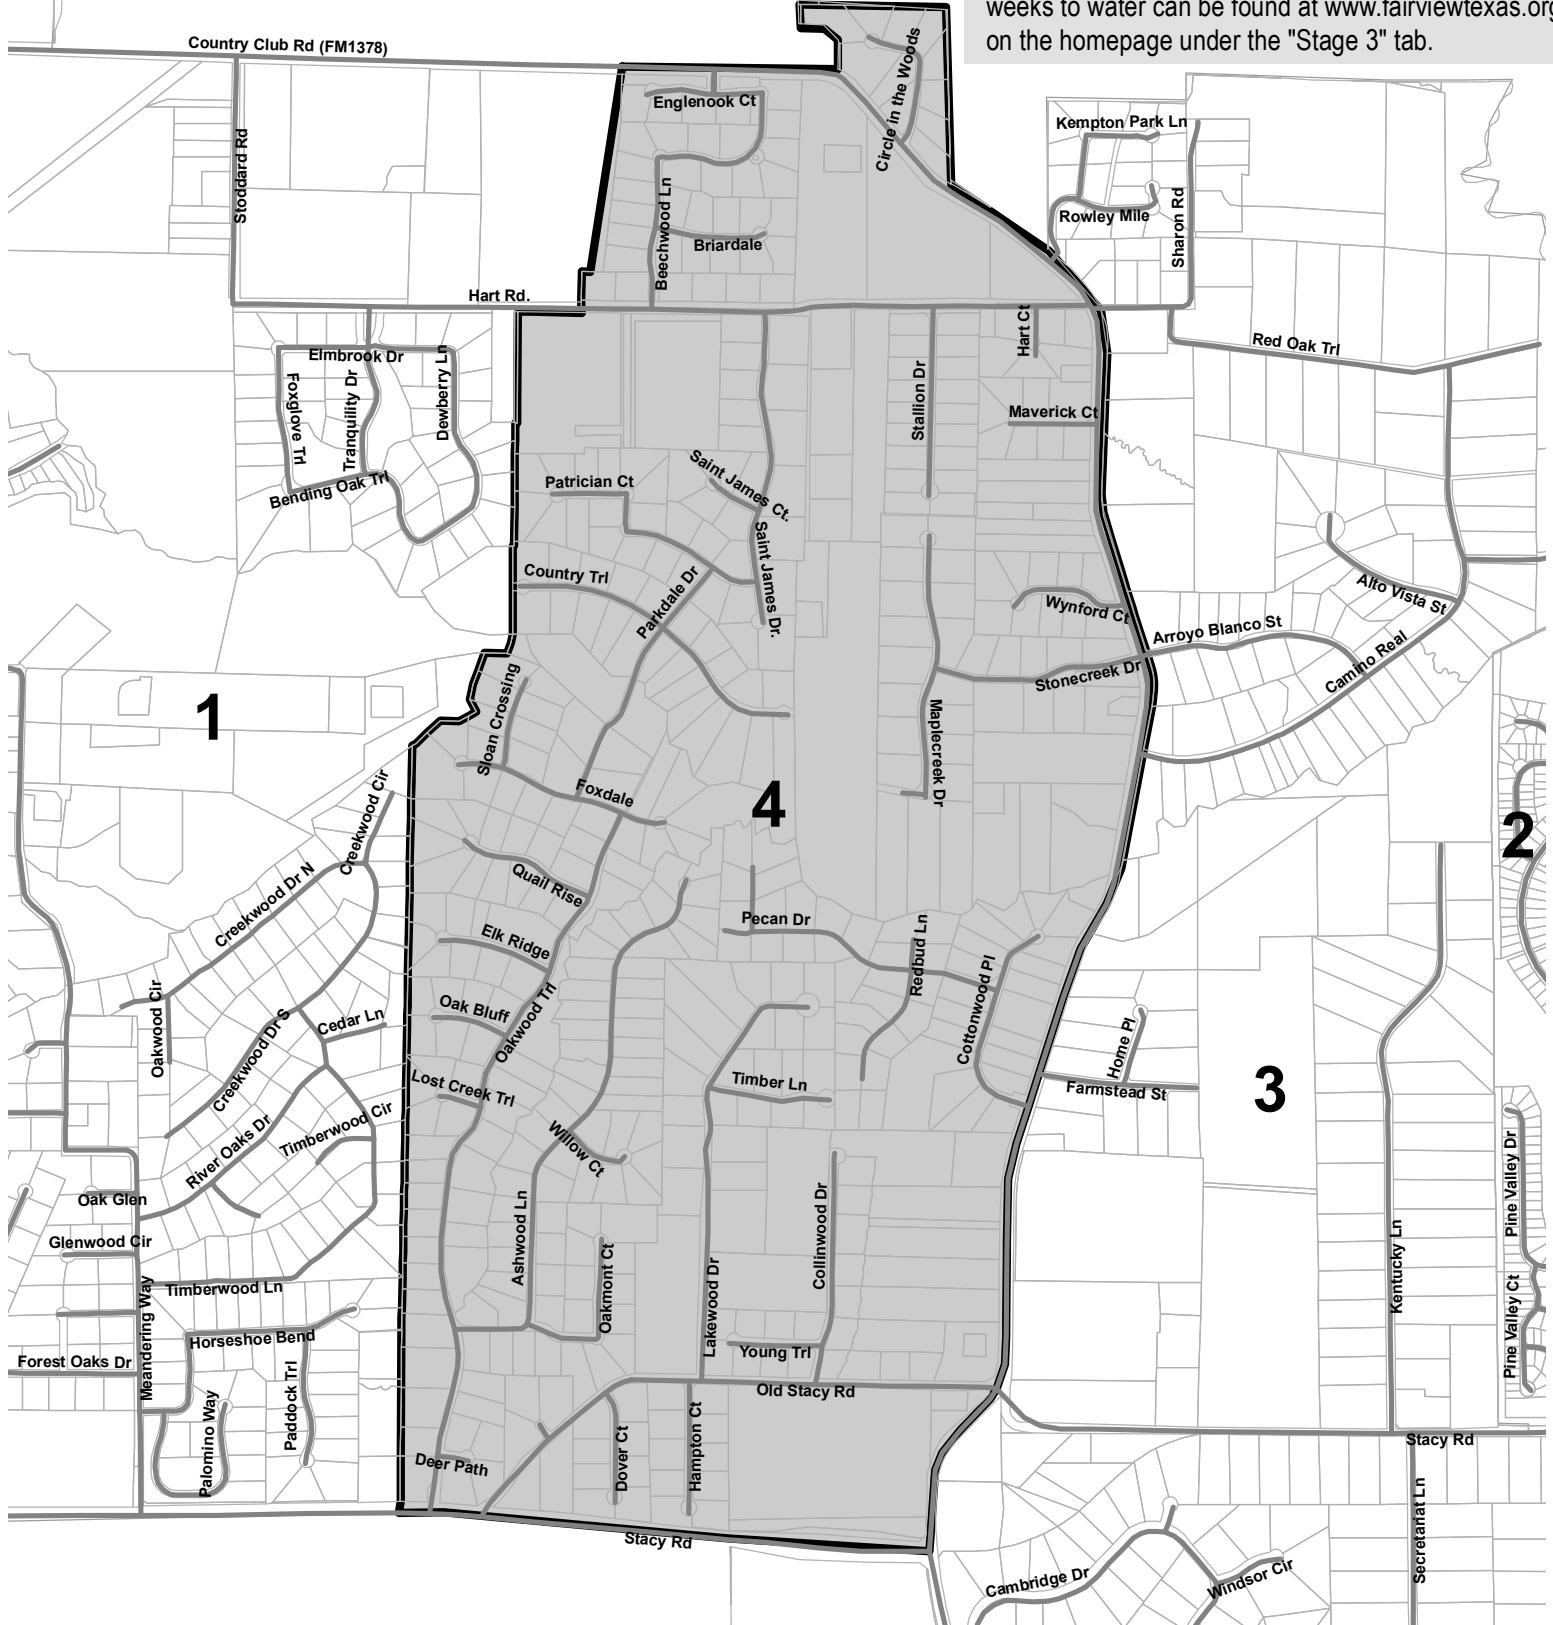 weeks to water can be found at www.fairviewtexas.org
on the homepage under the "Stage 3" tab.
Country Club Rd (FM1378)
Circle in the Woods
Englenook Ct
Kempton Park Ln
Stoddard Rd
Beechwood Ln
Rowley Mile
Sharon Rd
Briardale
Hart Rd.
Hart Ct
Red Oak Trl
Elmbrook Dr
Foxglove Trl
Tranquility Dr
Dewberry Ln
Stallion Dr
Maverick Ct
Bending Oak Trl
Patrician Ct
Saint James Ct.
Saint James Dr.
Country Trl
Parkdale Dr
Wynford Ct
Alto Vista St
Arroyo Blanco St
Camino Real
Stonecreek Dr
Sloan Crossing
1
Maplecreek Dr
Foxdale
4
2
Creekwood Cir
Creekwood Dr N
Quail Rise
Pecan Dr
Redbud Ln
Elk Ridge
Cottonwood Pl
Oakwood Cir
Creekwood Dr S
Cedar Ln
Oak Bluff
Oakwood Trl
Home Pl
Timber Ln
Farmstead St
3
Lost Creek Trl
River Oaks Dr
Timberwood Cir
Willow Ct
Oak Glen
Glenwood Cir
Ashwood Ln
Oakmont Ct
Collinwood Dr
Pine Valley Dr
Kentucky Ln
Timberwood Ln
Meandering Way
Lakewood Dr
Pine Valley Ct
Horseshoe Bend
Forest Oaks Dr
Young Trl
Paddock Trl
Palomino Way
Old Stacy Rd
Deer Path
Dover Ct
Hampton Ct
Stacy Rd
Stacy Rd
Secretariat Ln
Cambridge Dr
Windsor Cir